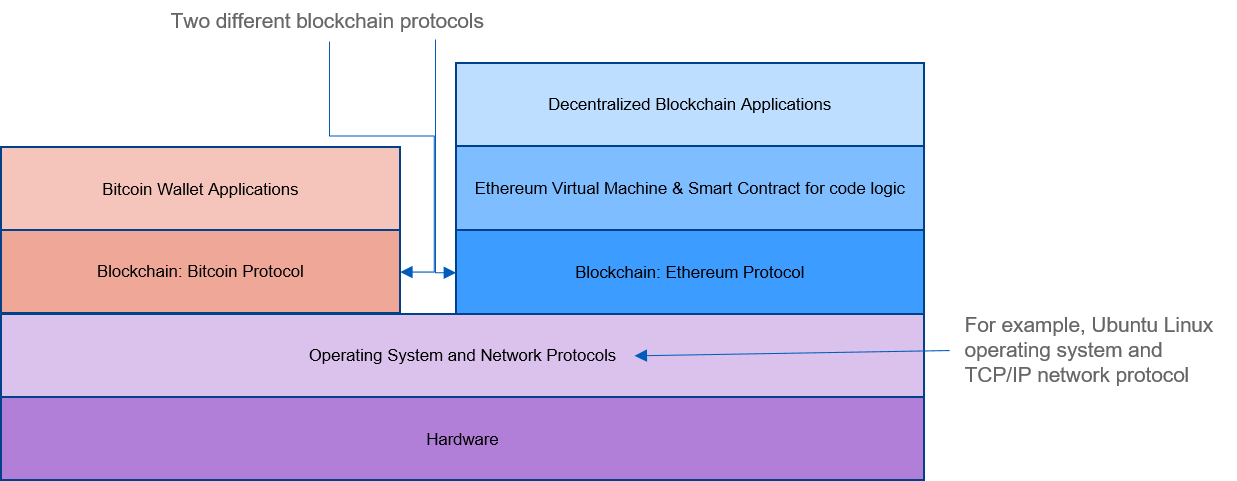 Two different blockchain protocols
Decentralized Blockchain Applications
Bitcoin Wallet Applications
Ethereum Virtual Machine & Smart Contract for code logic
Blockchain: Bitcoin Protocol
Blockchain: Ethereum Protocol
Operating System and Network Protocols
For example, Ubuntu Linux
operating system and
TCP/IP network protocol
Hardware